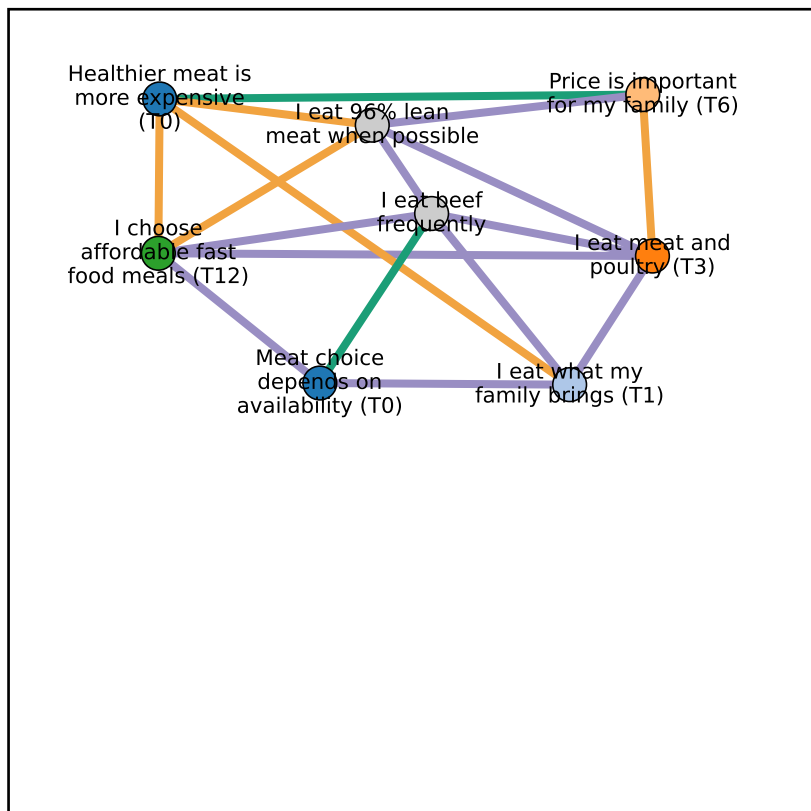 Healthier meat is
more expensive
(T0)
Price is important
for my family (T6)
I eat 96% lean
meat when possible
I eat beef
frequently
I choose
affordable fast
food meals (T12)
I eat meat and
poultry (T3)
Meat choice
depends on
availability (T0)
I eat what my
family brings (T1)